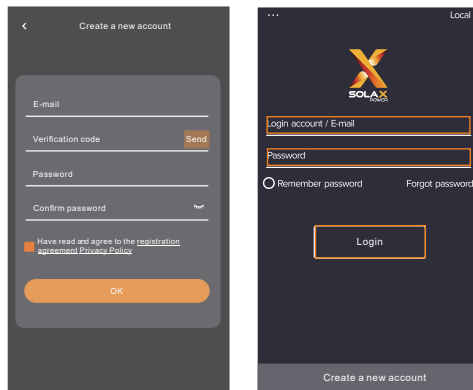 Create a new account
E-mail
Verification code Send
Password
Confirm password
Have read and agree to the registration
agreement Privacy Policy
OK
Local
SOLAX
POWER
Login account / E-mail
Password
Remember password Forgot password
Login
Create a new account